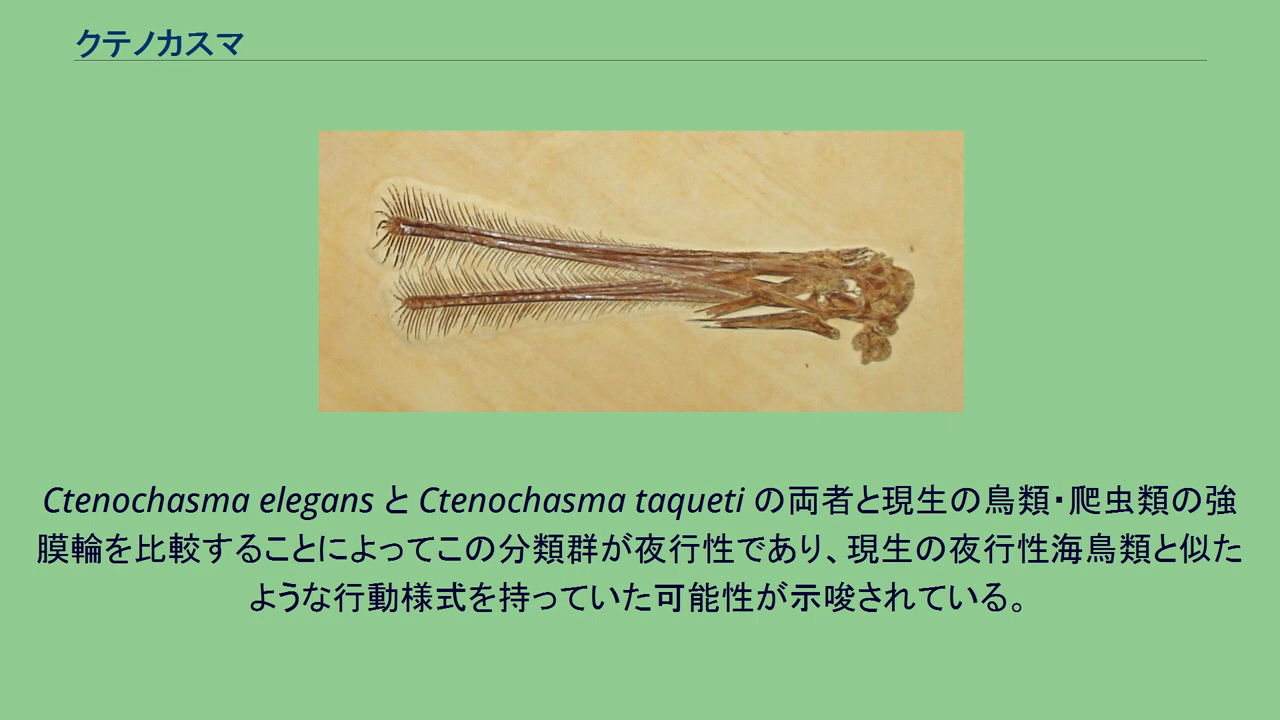 クテノカスマ
Ctenochasma elegans と Ctenochasma taqueti の両者と現生の鳥類・爬虫類の強
膜輪を比較することによってこの分類群が夜行性であり、現生の夜行性海鳥類と似た
ような行動様式を持っていた可能性が示唆されている。